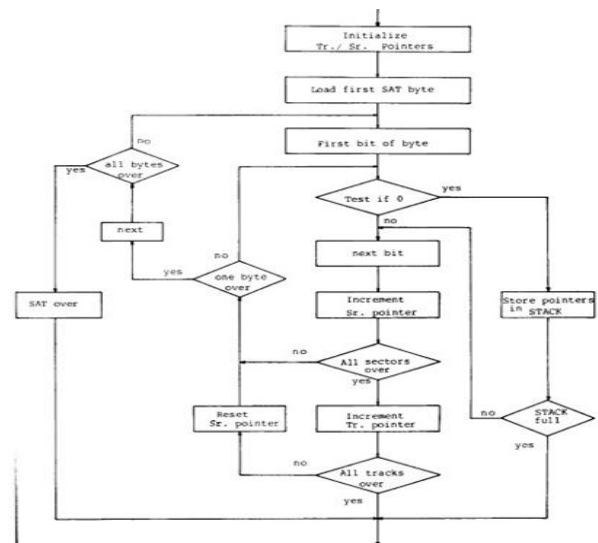 Initialize
Tr./ Sr. Pointers
Load first SAT byte
First bit of byte
no
all bytes
over
yes
Test if 0
yes
no
next
next bit
no
one byte
over
yes
SAT over
Increment
Sr. pointer
Store pointers
in STACK
no
All sectors
over
yes
Reset
Sr. pointer
Increment
Tr. pointer
no
STACK
full
yes
no
All tracks
over
yes